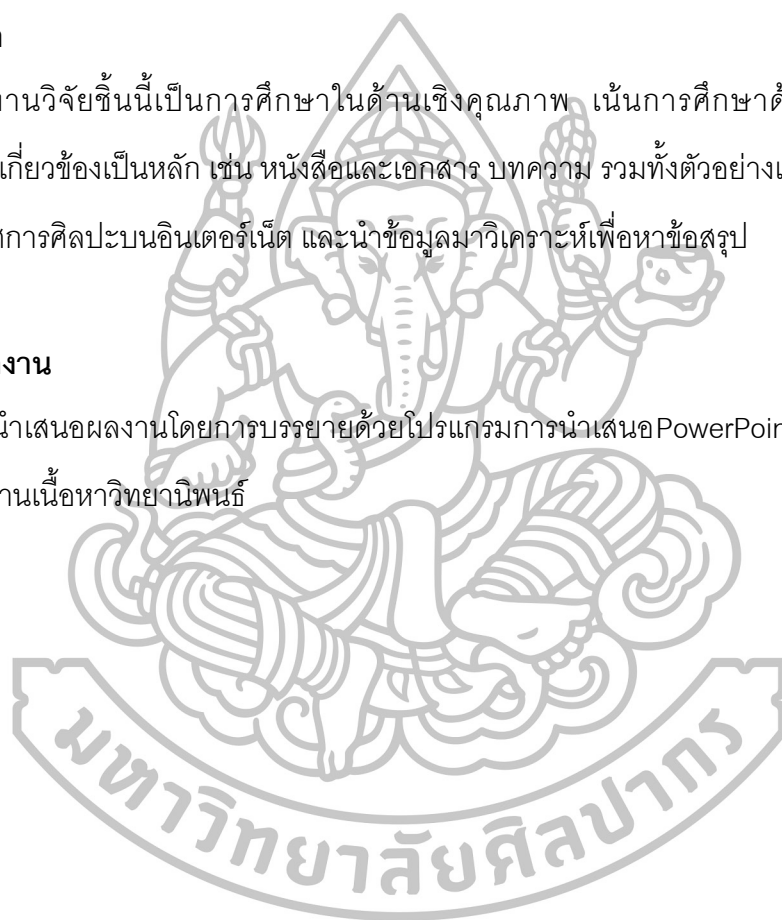 งานวิจัยชิ้นนี้เป็นการศึกษาในด้านเชิงคุณภาพ เน้นการศึกษา
เกี่ยวข้องเป็นหลัก เช่น หนังสือและเอกสาร บทความ รวมทั้งตัวอย่าง
การศิลปะบนอินเตอร์เน็ต และนำข้อมูลมาวิเคราะห์เพื่อหาข้อสรุป
งาน
นำเสนอผลงานโดยการบรรยายด้วยโปรแกรมการนำเสนอPowerPoin
านเนื้อหาวิทยานิพนธ์
มหาวิทยาลัยศิลปากร